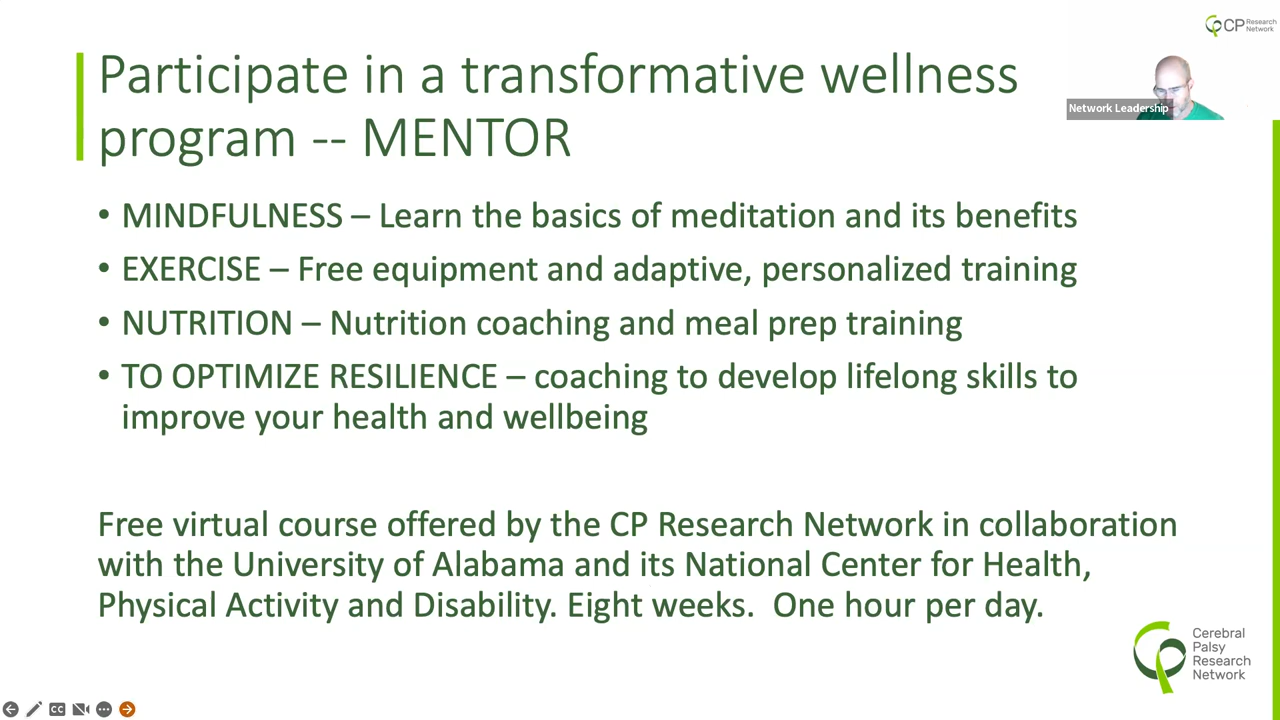 CP Research
Network
Participate in a transformative wellness
program -- MENTOR
Network Leadership
• MINDFULNESS – Learn the basics of meditation and its benefits
• EXERCISE – Free equipment and adaptive, personalized training
• NUTRITION – Nutrition coaching and meal prep training
• TO OPTIMIZE RESILIENCE – coaching to develop lifelong skills to
improve your health and wellbeing
Free virtual course offered by the CP Research Network in collaboration
with the University of Alabama and its National Center for Health,
Physical Activity and Disability. Eight weeks.  One hour per day.
Cerebral
Palsy
Research
Network
CC